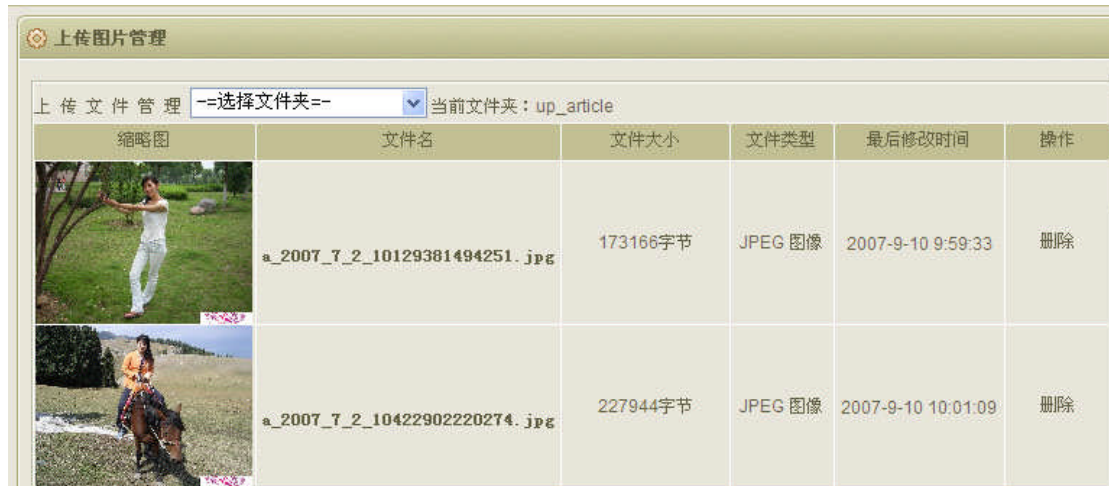 上传图片管理
上 传 文 件 管 理 -=选择文件夹=- 当前文件夹：up_article
缩略图 文件名 文件大小 文件类型 最后修改时间 操作
a_2007_7_2_10129381494251.jpg 173166字节 JPEG 图像 2007-9-10 9:59:33 删除
a_2007_7_2_10422902220274.jpg 227944字节 JPEG 图像 2007-9-10 10:01:09 删除